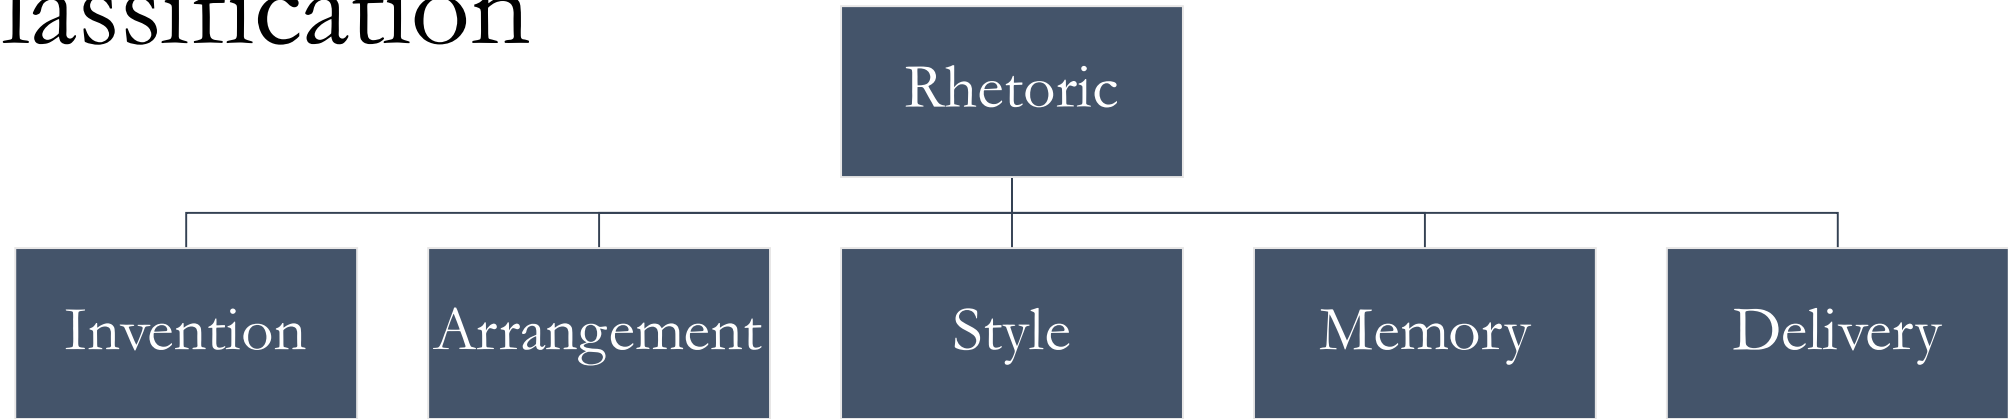 lassification
Rhetoric
Invention
Arrangement
Style
Memory
Delivery